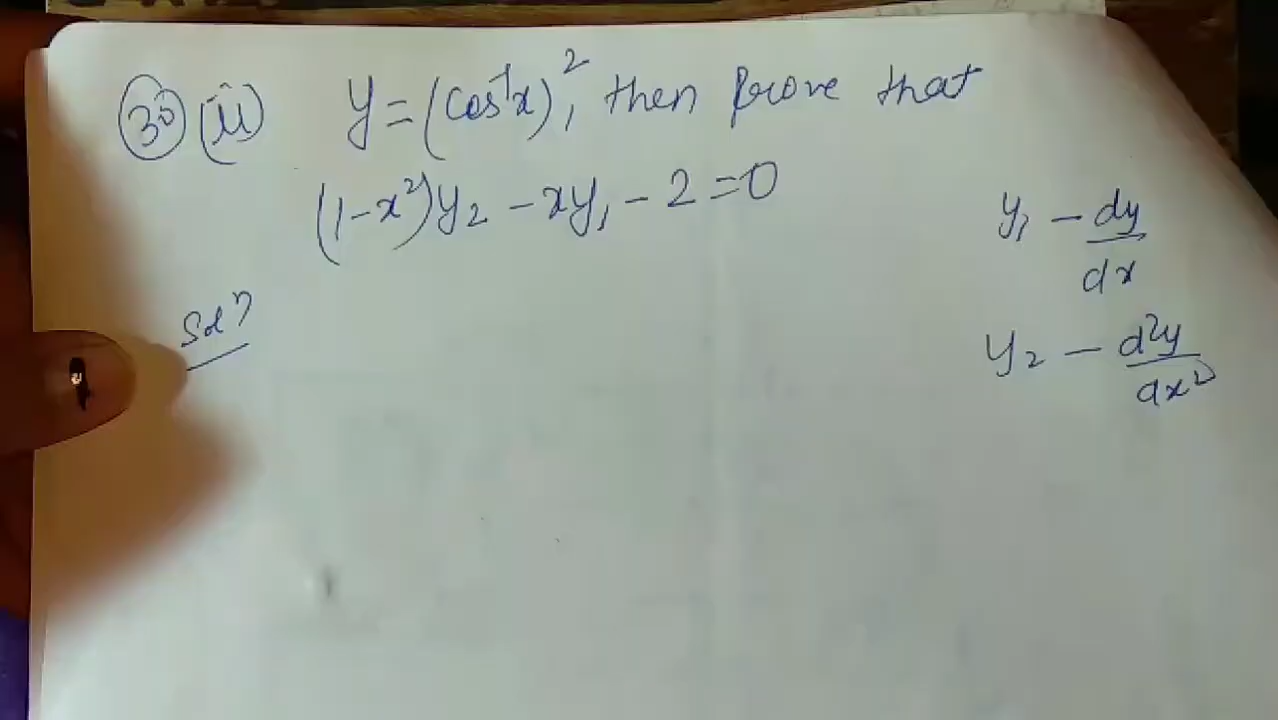 30 (ii) y = (cos⁻¹x)², then prove that
(1-x²)y₂ - xy₁ - 2 = 0
y₁ - dy/dx
Solⁿ
y₂ - d²y/dx²